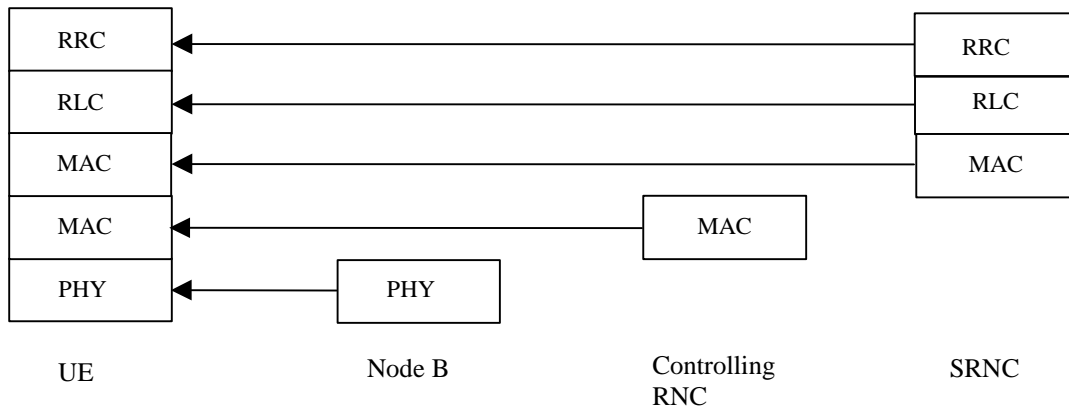 RRC
RRC
RLC
RLC
MAC
MAC
MAC
MAC
PHY
PHY
UE
Node B
Controlling
RNC
SRNC